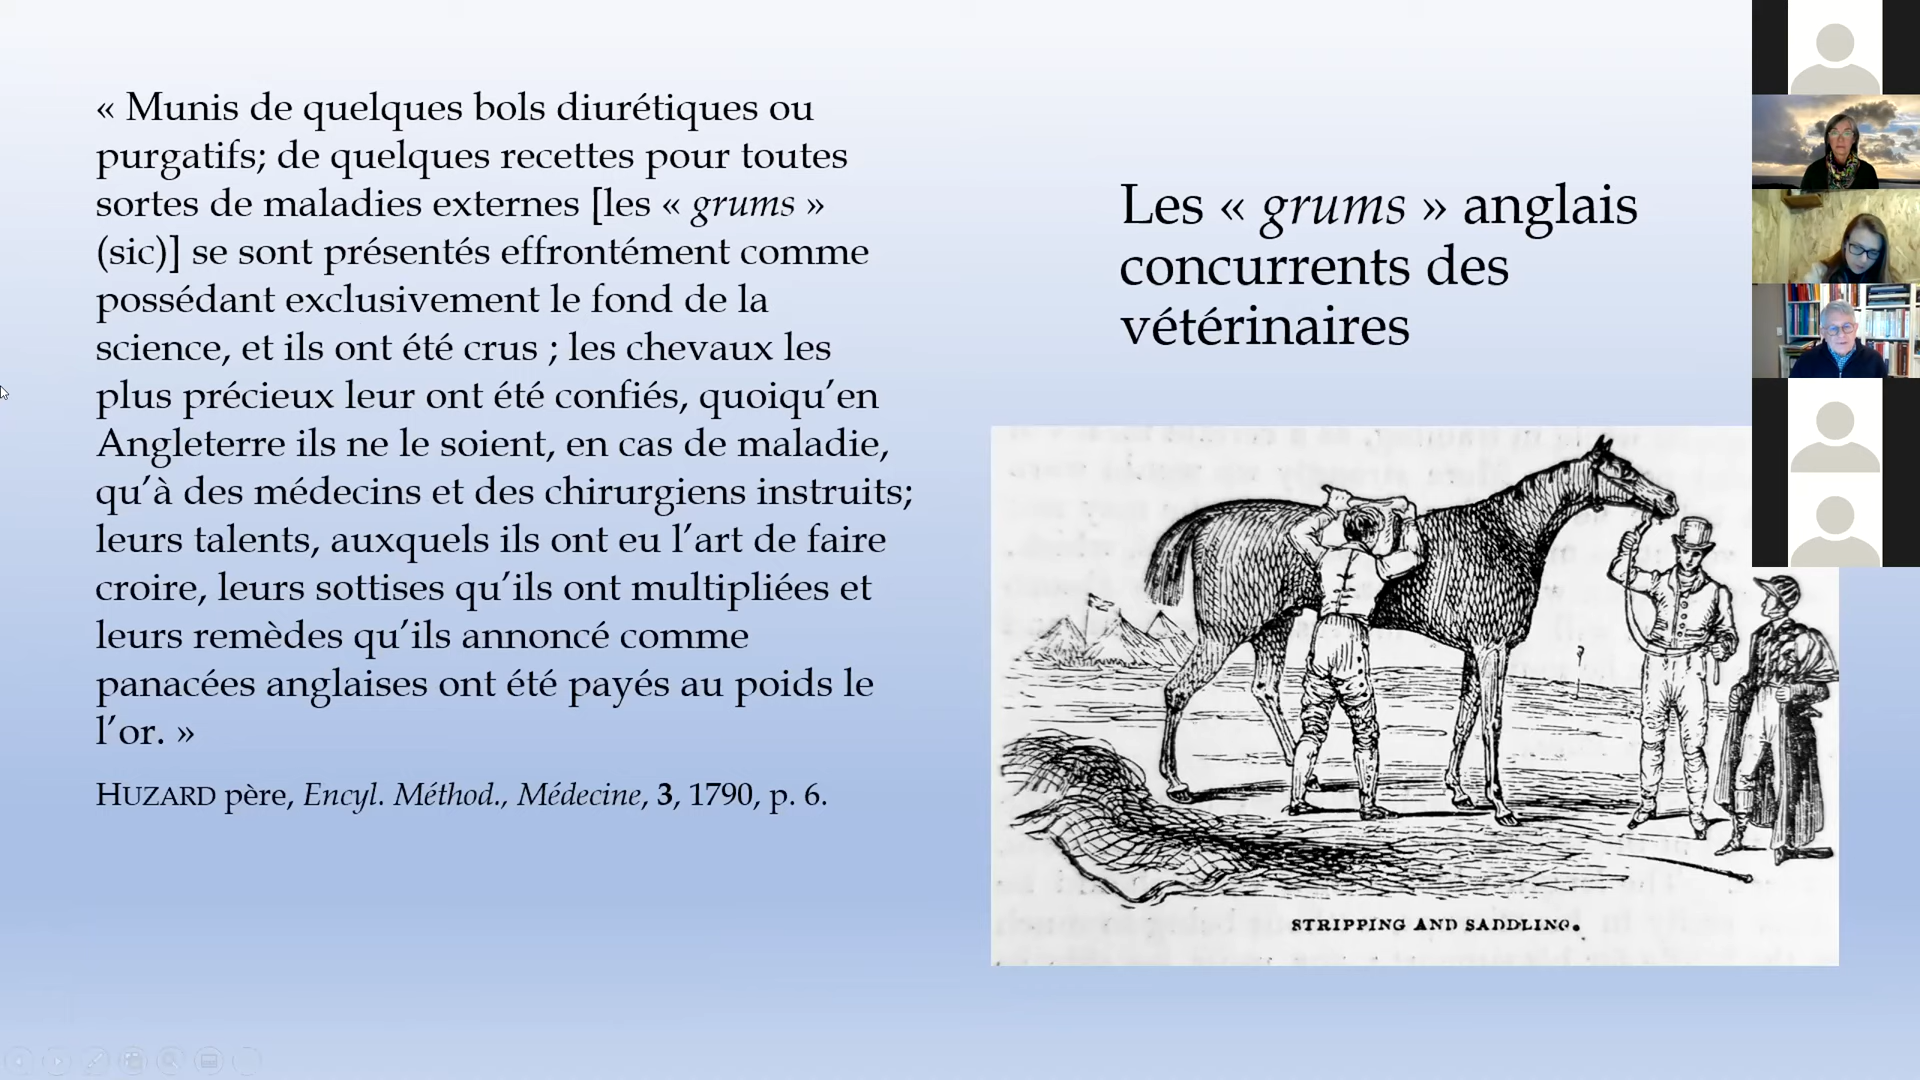 « Munis de quelques bols diurétiques ou
purgatifs; de quelques recettes pour toutes
sortes de maladies externes [les « grums »
(sic)] se sont présentés effrontément comme
possédant exclusivement le fond de la
science, et ils ont été crus ; les chevaux les
plus précieux leur ont été confiés, quoiqu’en
Angleterre ils ne le soient, en cas de maladie,
qu’à des médecins et des chirurgiens instruits;
leurs talents, auxquels ils ont eu l’art de faire
croire, leurs sottises qu’ils ont multipliées et
leurs remèdes qu’ils annoncé comme
panacées anglaises ont été payés au poids le
l’or. »
HUZARD père, Encyl. Méthod., Médecine, 3, 1790, p. 6.
Les « grums » anglais
concurrents des
vétérinaires
STRIPPING AND SADDLING.